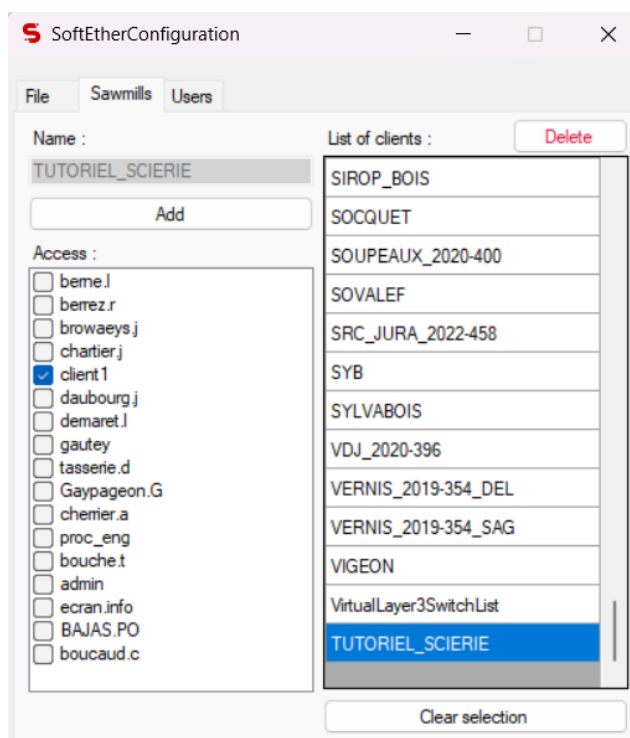 SoftEtherConfiguration
File Sawmills Users
Name :
TUTORIEL_SCIERIE
Add
Access :
berne.l
berrez.r
browaeys.j
chartier.j
client1
daubourg.j
demaret.l
gautey
tasserie.d
Gaypageon.G
cherrier.a
proc_eng
bouche.t
admin
ecran.info
BAJAS.PO
boucaud.c
List of clients :
Delete
SIROP_BOIS
SOCQUET
SOUPEAUX_2020-400
SOVALEF
SRC_JURA_2022-458
SYB
SYLVABOIS
VDJ_2020-396
VERNIS_2019-354_DEL
VERNIS_2019-354_SAG
VIGEON
VirtualLayer3SwitchList
TUTORIEL_SCIERIE
Clear selection